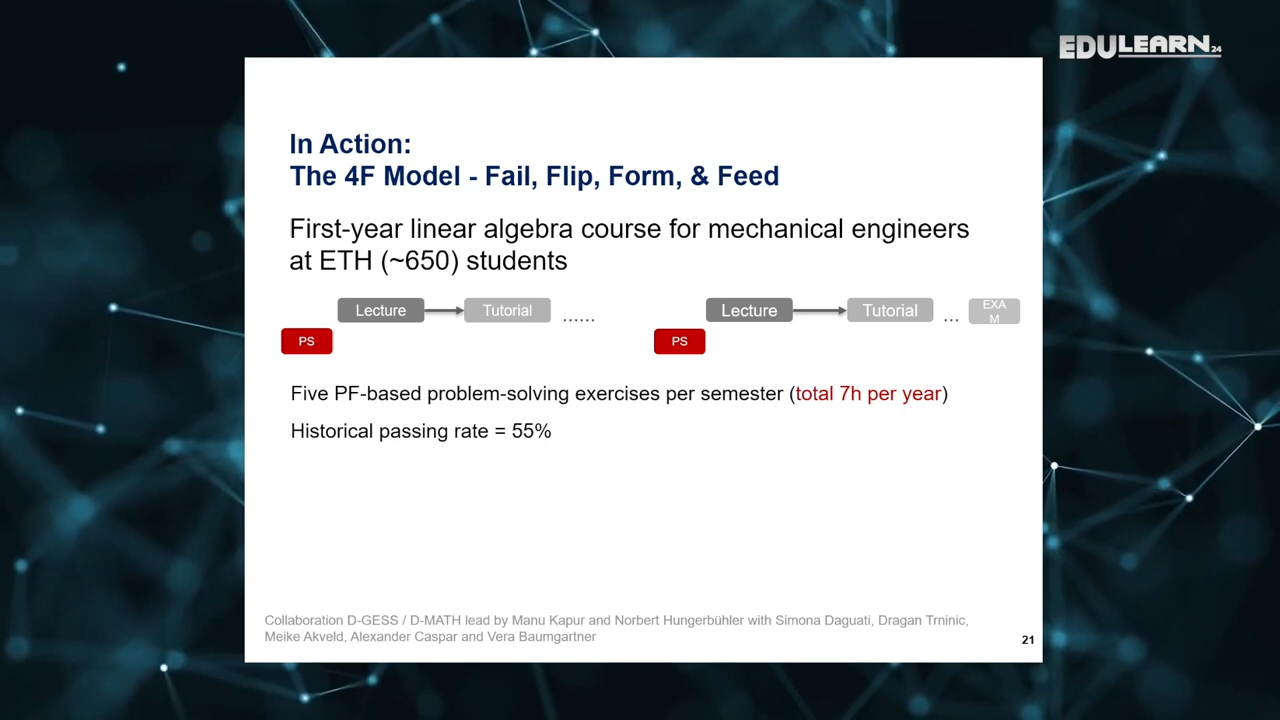 EDULEARN 24
In Action:
The 4F Model - Fail, Flip, Form, & Feed
First-year linear algebra course for mechanical engineers
at ETH (~650) students
Lecture Tutorial ...... Lecture Tutorial ... EXA
M
PS PS
Five PF-based problem-solving exercises per semester (total 7h per year)
Historical passing rate = 55%
Collaboration D-GESS / D-MATH lead by Manu Kapur and Norbert Hungerbühler with Simona Daguati, Dragan Trninic,
Meike Akveld, Alexander Caspar and Vera Baumgartner
21